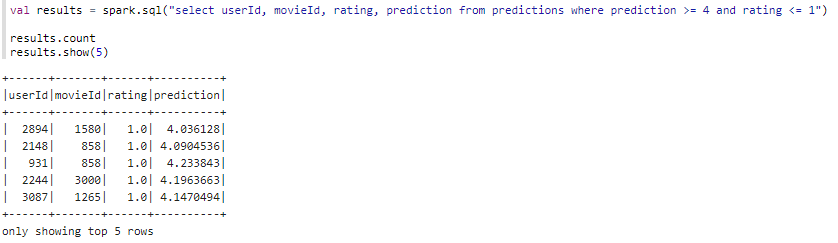 val results = spark.sql("select userId, movieId, rating, prediction from predictions where prediction >= 4 and rating <= 1")
results.count
results.show(5)
+------+-------+------+----------+
|userId|movieId|rating|prediction|
+------+-------+------+----------+
|  2894|   1580|   1.0|  4.036128|
|  2148|    858|   1.0| 4.0904536|
|   931|    858|   1.0|  4.233843|
|  2244|   3000|   1.0| 4.1963663|
|  3087|   1265|   1.0| 4.1470494|
+------+-------+------+----------+
only showing top 5 rows